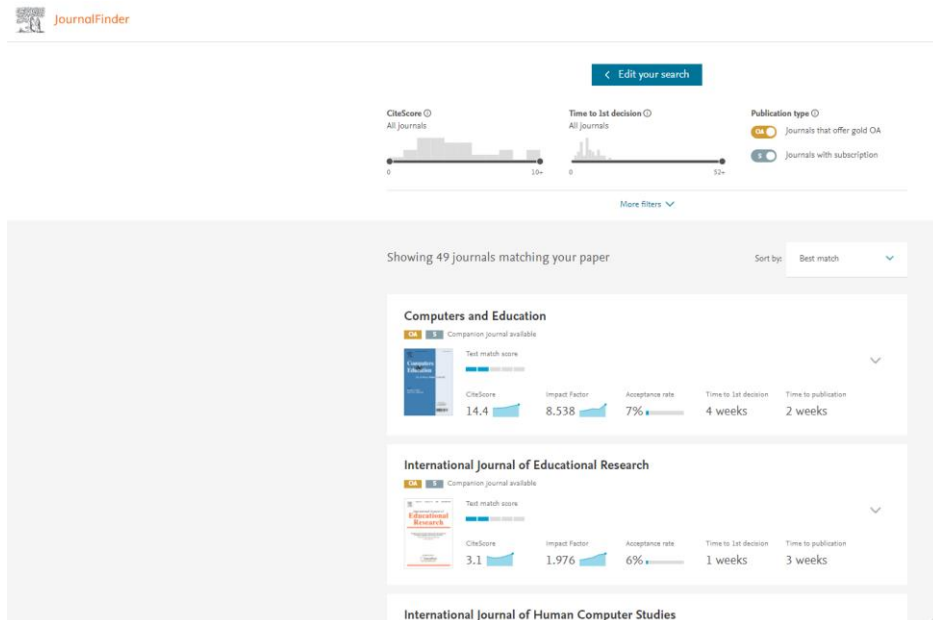 JournalFinder
Edit your search
CiteScore
All journals
0 10+
Time to 1st decision
All journals
0 52+
Publication type
OA Journals that offer gold OA
S Journals with subscription
More filters
Showing 49 journals matching your paper
Sort by: Best match
Computers and Education
OA S Companion journal available
Computers
Education
Text match score
CiteScore Impact Factor Acceptance rate Time to 1st decision Time to publication
14.4 8.538 7% 4 weeks 2 weeks
International Journal of Educational Research
OA S Companion journal available
Educational
Research
Text match score
CiteScore Impact Factor Acceptance rate Time to 1st decision Time to publication
3.1 1.976 6% 1 weeks 3 weeks
International Journal of Human Computer Studies